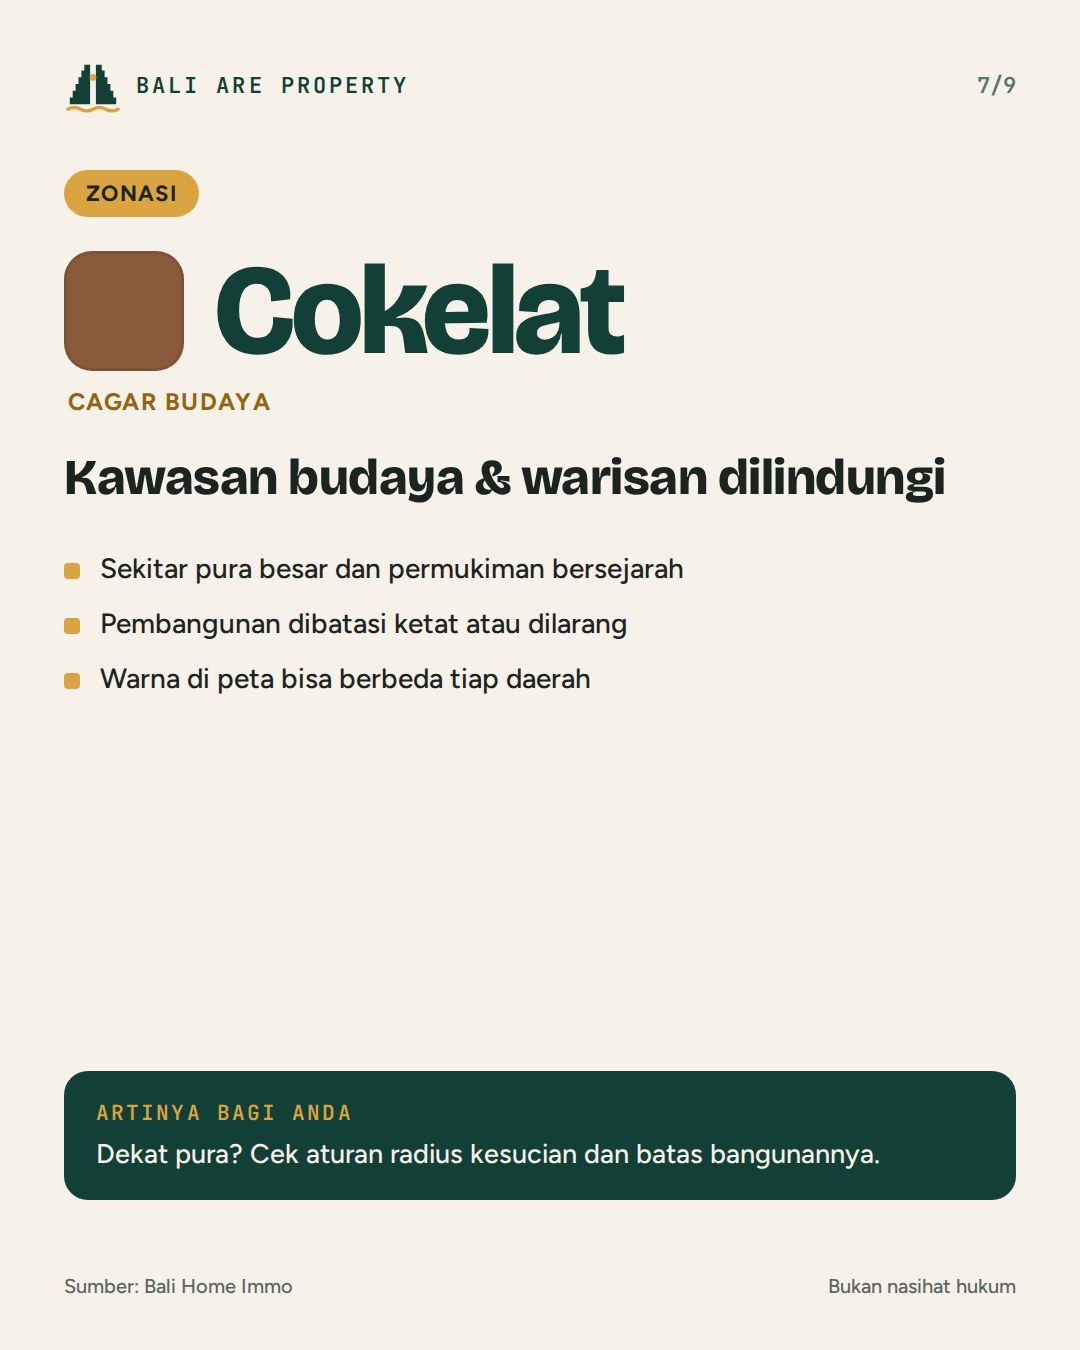 BALI ARE PROPERTY
7/9
ZONASI
Cokelat
CAGAR BUDAYA
Kawasan budaya & warisan dilindungi
Sekitar pura besar dan permukiman bersejarah
Pembangunan dibatasi ketat atau dilarang
Warna di peta bisa berbeda tiap daerah
ARTINYA BAGI ANDA
Dekat pura? Cek aturan radius kesucian dan batas bangunannya.
Sumber: Bali Home Immo
Bukan nasihat hukum